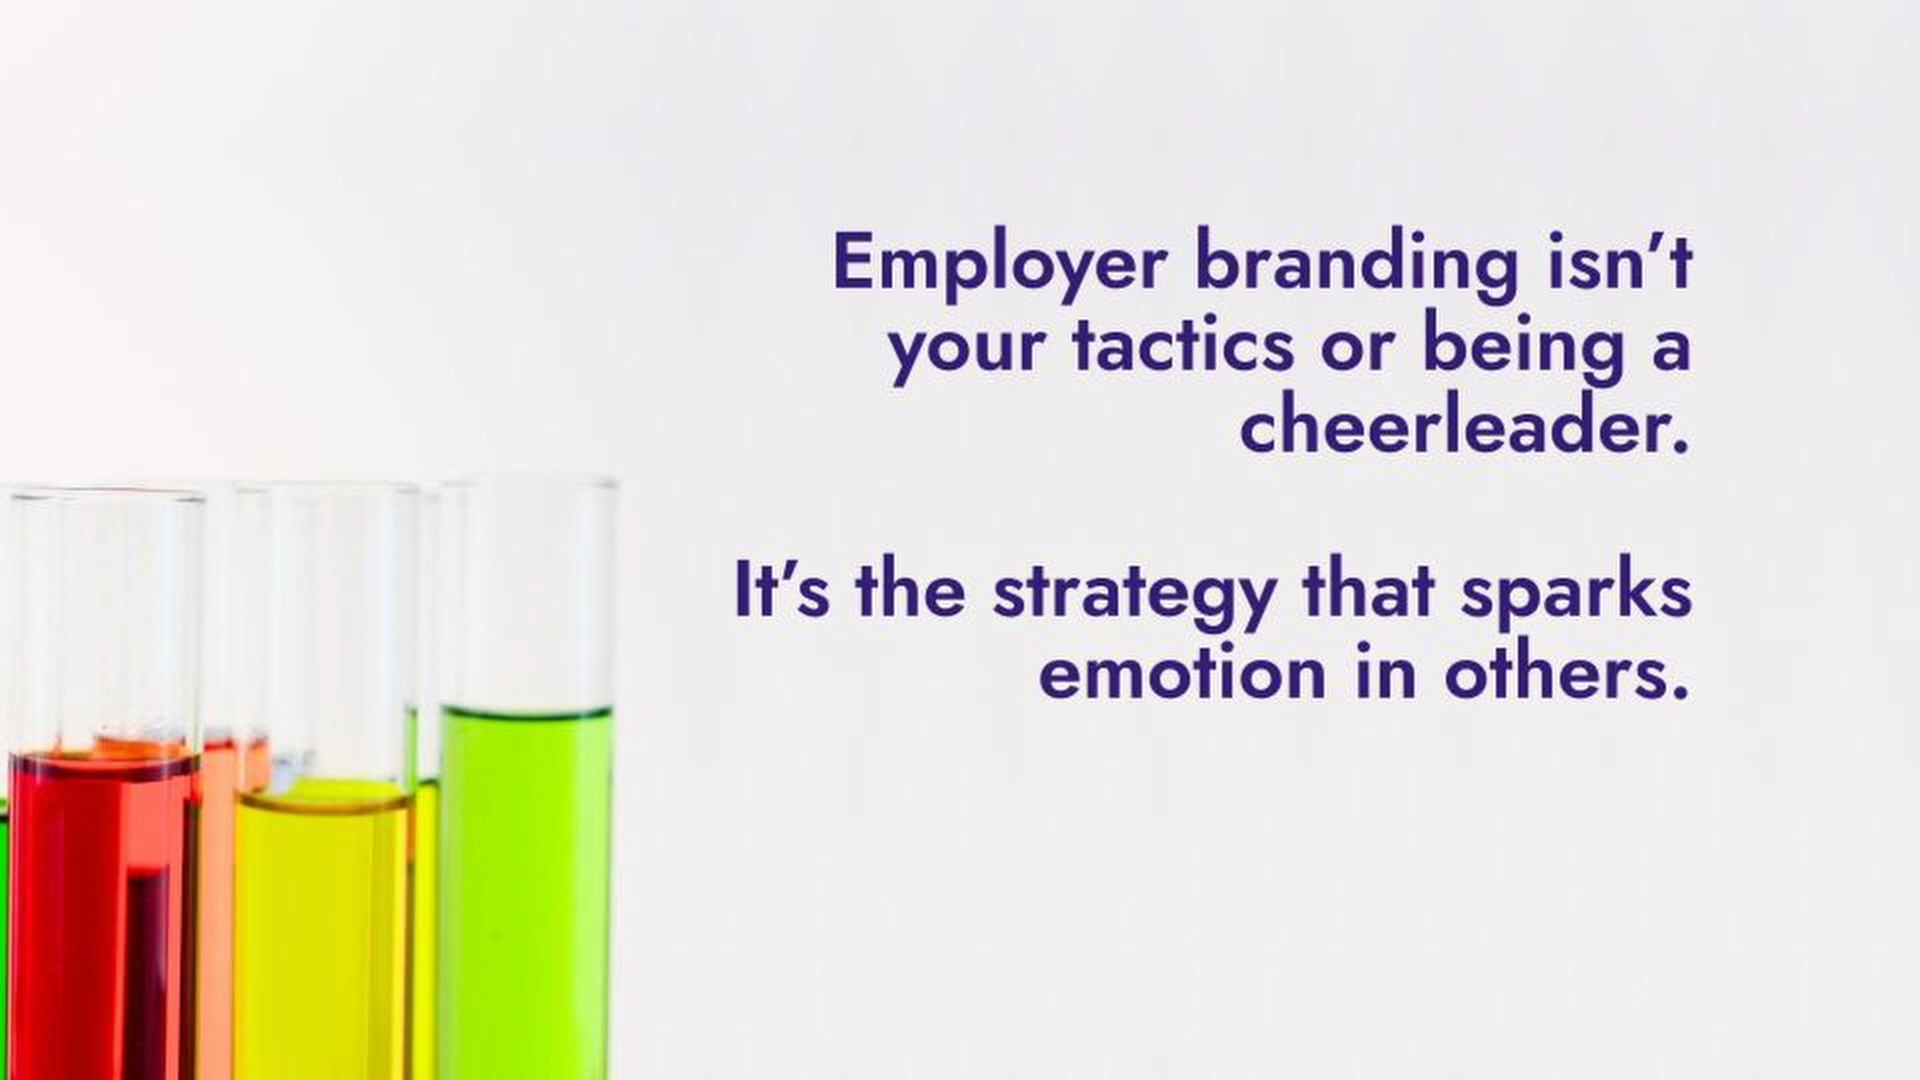 Employer branding isn’t
your tactics or being a
cheerleader.
It’s the strategy that sparks
emotion in others.